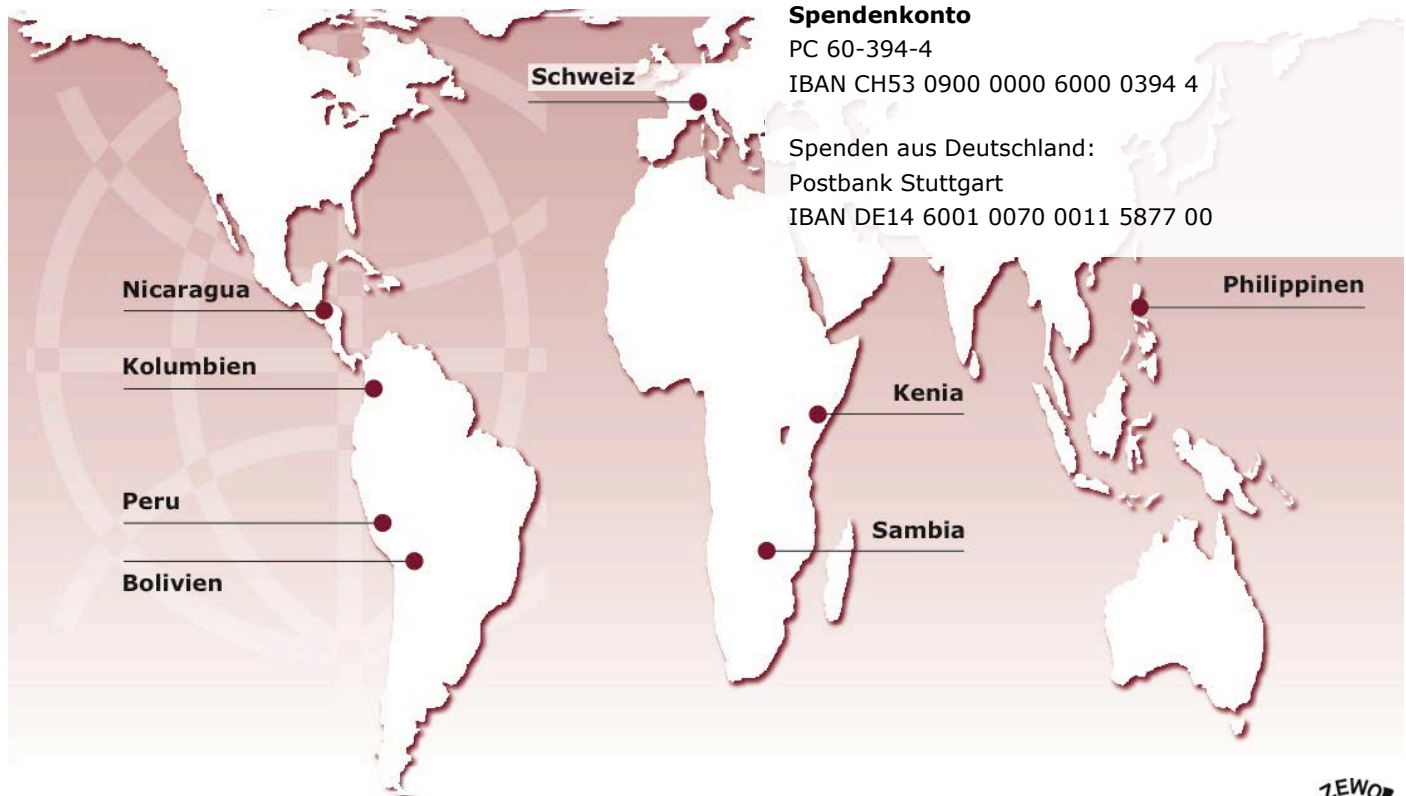 Spendenkonto
PC 60-394-4
IBAN CH53 0900 0000 6000 0394 4
Spenden aus Deutschland:
Postbank Stuttgart
IBAN DE14 6001 0070 0011 5877 00
Schweiz
Nicaragua
Philippinen
Kolumbien
Kenia
Peru
Sambia
Bolivien